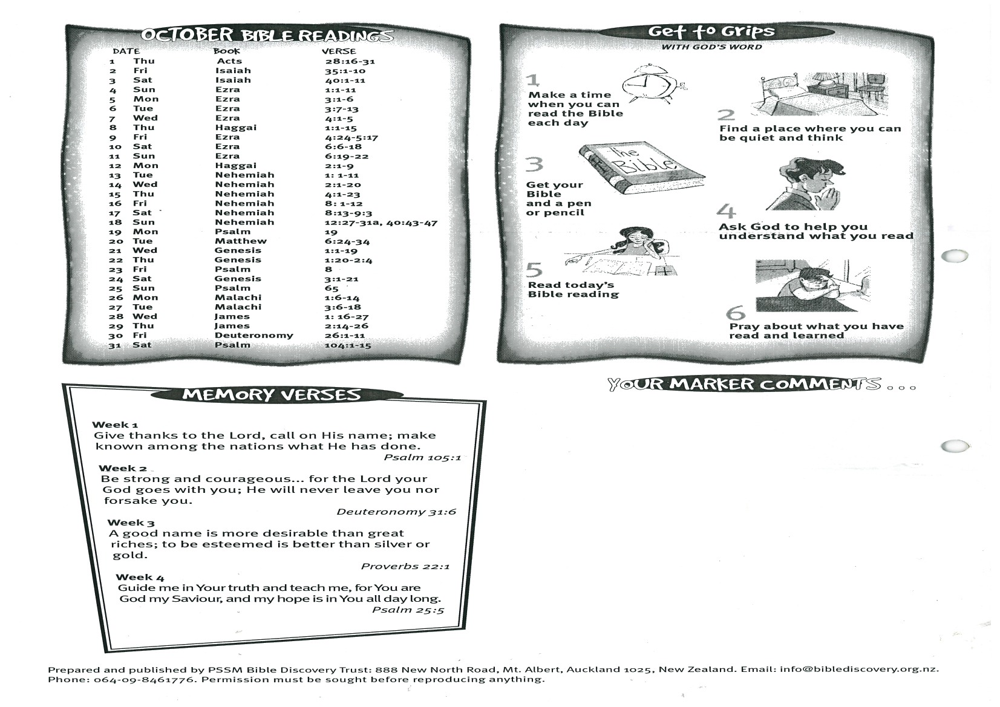 OCTOBER BIBLE READINGS
DATE BOOK VERSE
1 Thu Acts 28:16-31
2 Fri Isaiah 35:1-10
3 Sat Isaiah 40:1-11
4 Sun Ezra 1:1-11
5 Mon Ezra 3:1-6
6 Tue Ezra 3:7-13
7 Wed Ezra 4:1-5
8 Thu Haggai 1:1-15
9 Fri Ezra 4:24-5:17
10 Sat Ezra 6:6-18
11 Sun Ezra 6:19-22
12 Mon Haggai 2:1-9
13 Tue Nehemiah 1: 1-11
14 Wed Nehemiah 2:1-20
15 Thu Nehemiah 4:1-23
16 Fri Nehemiah 8: 1-12
17 Sat Nehemiah 8:13-9:3
18 Sun Nehemiah 12:27-31a, 40:43-47
19 Mon Psalm 19
20 Tue Matthew 6:24-34
21 Wed Genesis 1:1-19
22 Thu Genesis 1:20-2:4
23 Fri Psalm 8
24 Sat Genesis 3:1-21
25 Sun Psalm 65
26 Mon Malachi 1:6-14
27 Tue Malachi 3:6-18
28 Wed James 1: 16-27
29 Thu James 2:14-26
30 Fri Deuteronomy 26:1-11
31 Sat Psalm 104:1-15
Get to Grips
WITH GOD'S WORD
1
Make a time
when you can
read the Bible
each day
2
Find a place where you can
be quiet and think
3
Get your
Bible
and a pen
or pencil
the
Bible
4
Ask God to help you
understand what you read
5
Read today's
Bible reading
6
Pray about what you have
read and learned
MEMORY VERSES
Week 1
Give thanks to the Lord, call on His name; make
known among the nations what He has done.
Psalm 105:1
Week 2
Be strong and courageous... for the Lord your
God goes with you; He will never leave you nor
forsake you.
Deuteronomy 31:6
Week 3
A good name is more desirable than great
riches; to be esteemed is better than silver or
gold.
Proverbs 22:1
Week 4
Guide me in Your truth and teach me, for You are
God my Saviour, and my hope is in You all day long.
Psalm 25:5
YOUR MARKER COMMENTS . . .
Prepared and published by PSSM Bible Discovery Trust: 888 New North Road, Mt. Albert, Auckland 1025, New Zealand. Email: info@biblediscovery.org.nz.
Phone: 064-09-8461776. Permission must be sought before reproducing anything.